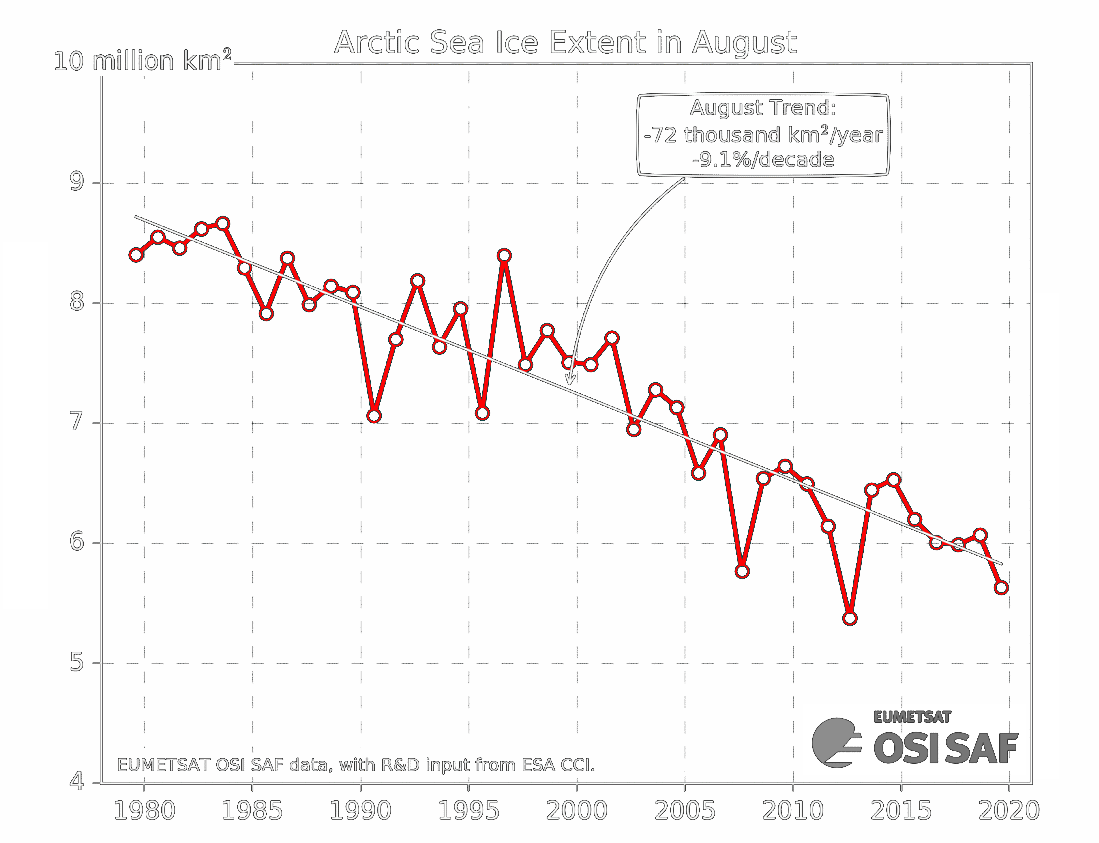 Arctic Sea Ice Extent in August
10 million km²
August Trend:
-72 thousand km²/year
-9.1%/decade
9
8
7
6
5
4
EUMETSAT
OSI SAF
EUMETSAT OSI SAF data, with R&D input from ESA CCI.
1980 1985 1990 1995 2000 2005 2010 2015 2020